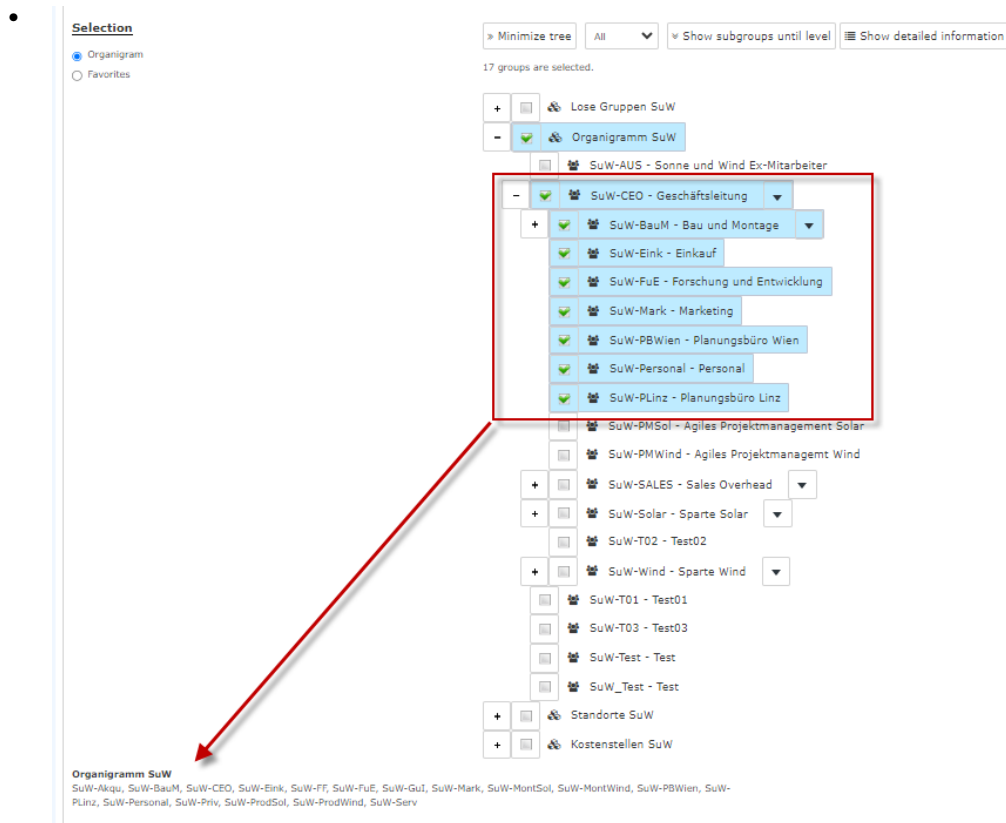 Selection
Organigram
Favorites
» Minimize tree
All
Show subgroups until level
Show detailed information
17 groups are selected.
+ Lose Gruppen SuW
- Organigramm SuW
SuW-AUS - Sonne und Wind Ex-Mitarbeiter
- SuW-CEO - Geschäftsleitung
+ SuW-BauM - Bau und Montage
SuW-Eink - Einkauf
SuW-FuE - Forschung und Entwicklung
SuW-Mark - Marketing
SuW-PBWien - Planungsbüro Wien
SuW-Personal - Personal
SuW-PLinz - Planungsbüro Linz
SuW-PMSol - Agiles Projektmanagement Solar
SuW-PMWind - Agiles Projektmanagemt Wind
+ SuW-SALES - Sales Overhead
+ SuW-Solar - Sparte Solar
SuW-T02 - Test02
+ SuW-Wind - Sparte Wind
SuW-T01 - Test01
SuW-T03 - Test03
SuW-Test - Test
SuW_Test - Test
+ Standorte SuW
+ Kostenstellen SuW
Organigramm SuW
SuW-Akqu, SuW-BauM, SuW-CEO, SuW-Eink, SuW-FF, SuW-FuE, SuW-GuI, SuW-Mark, SuW-MontSol, SuW-MontWind, SuW-PBWien, SuW-
PLinz, SuW-Personal, SuW-Priv, SuW-ProdSol, SuW-ProdWind, SuW-Serv